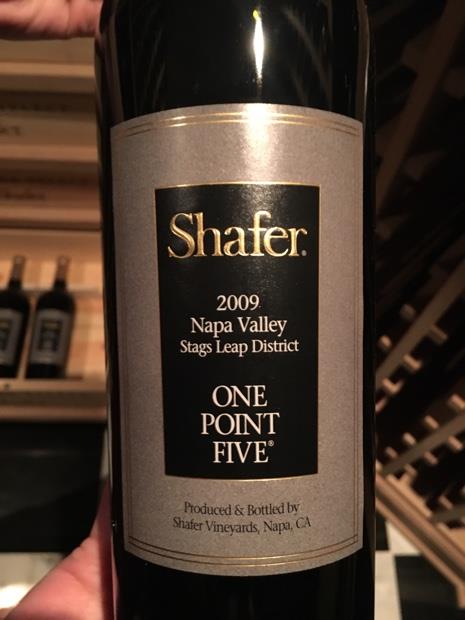 Shafer®
2009
Napa Valley
Stags Leap District
ONE
POINT
FIVE®
Produced & Bottled by
Shafer Vineyards, Napa, CA